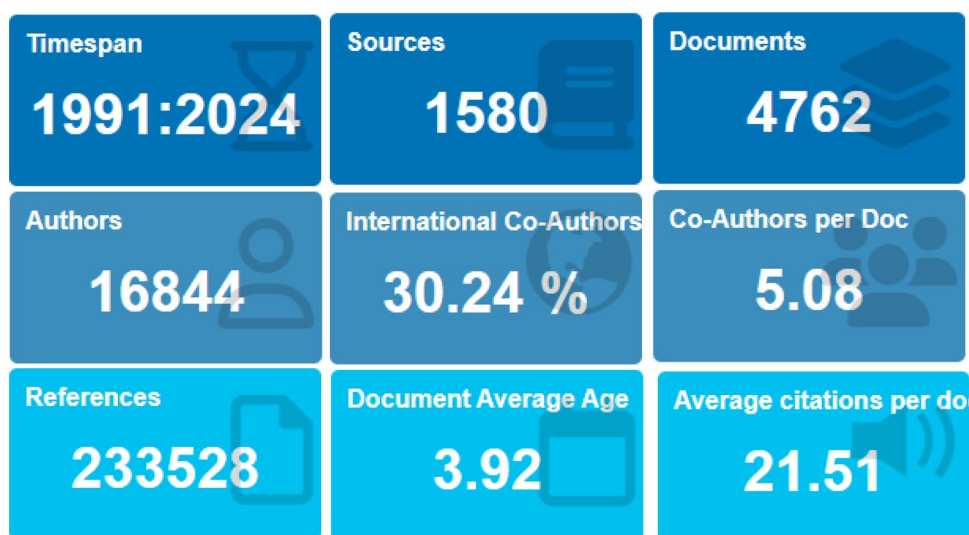 Timespan
1991:2024
Sources
1580
Documents
4762
Authors
16844
International Co-Authors
30.24 %
Co-Authors per Doc
5.08
References
233528
Document Average Age
3.92
Average citations per do
21.51